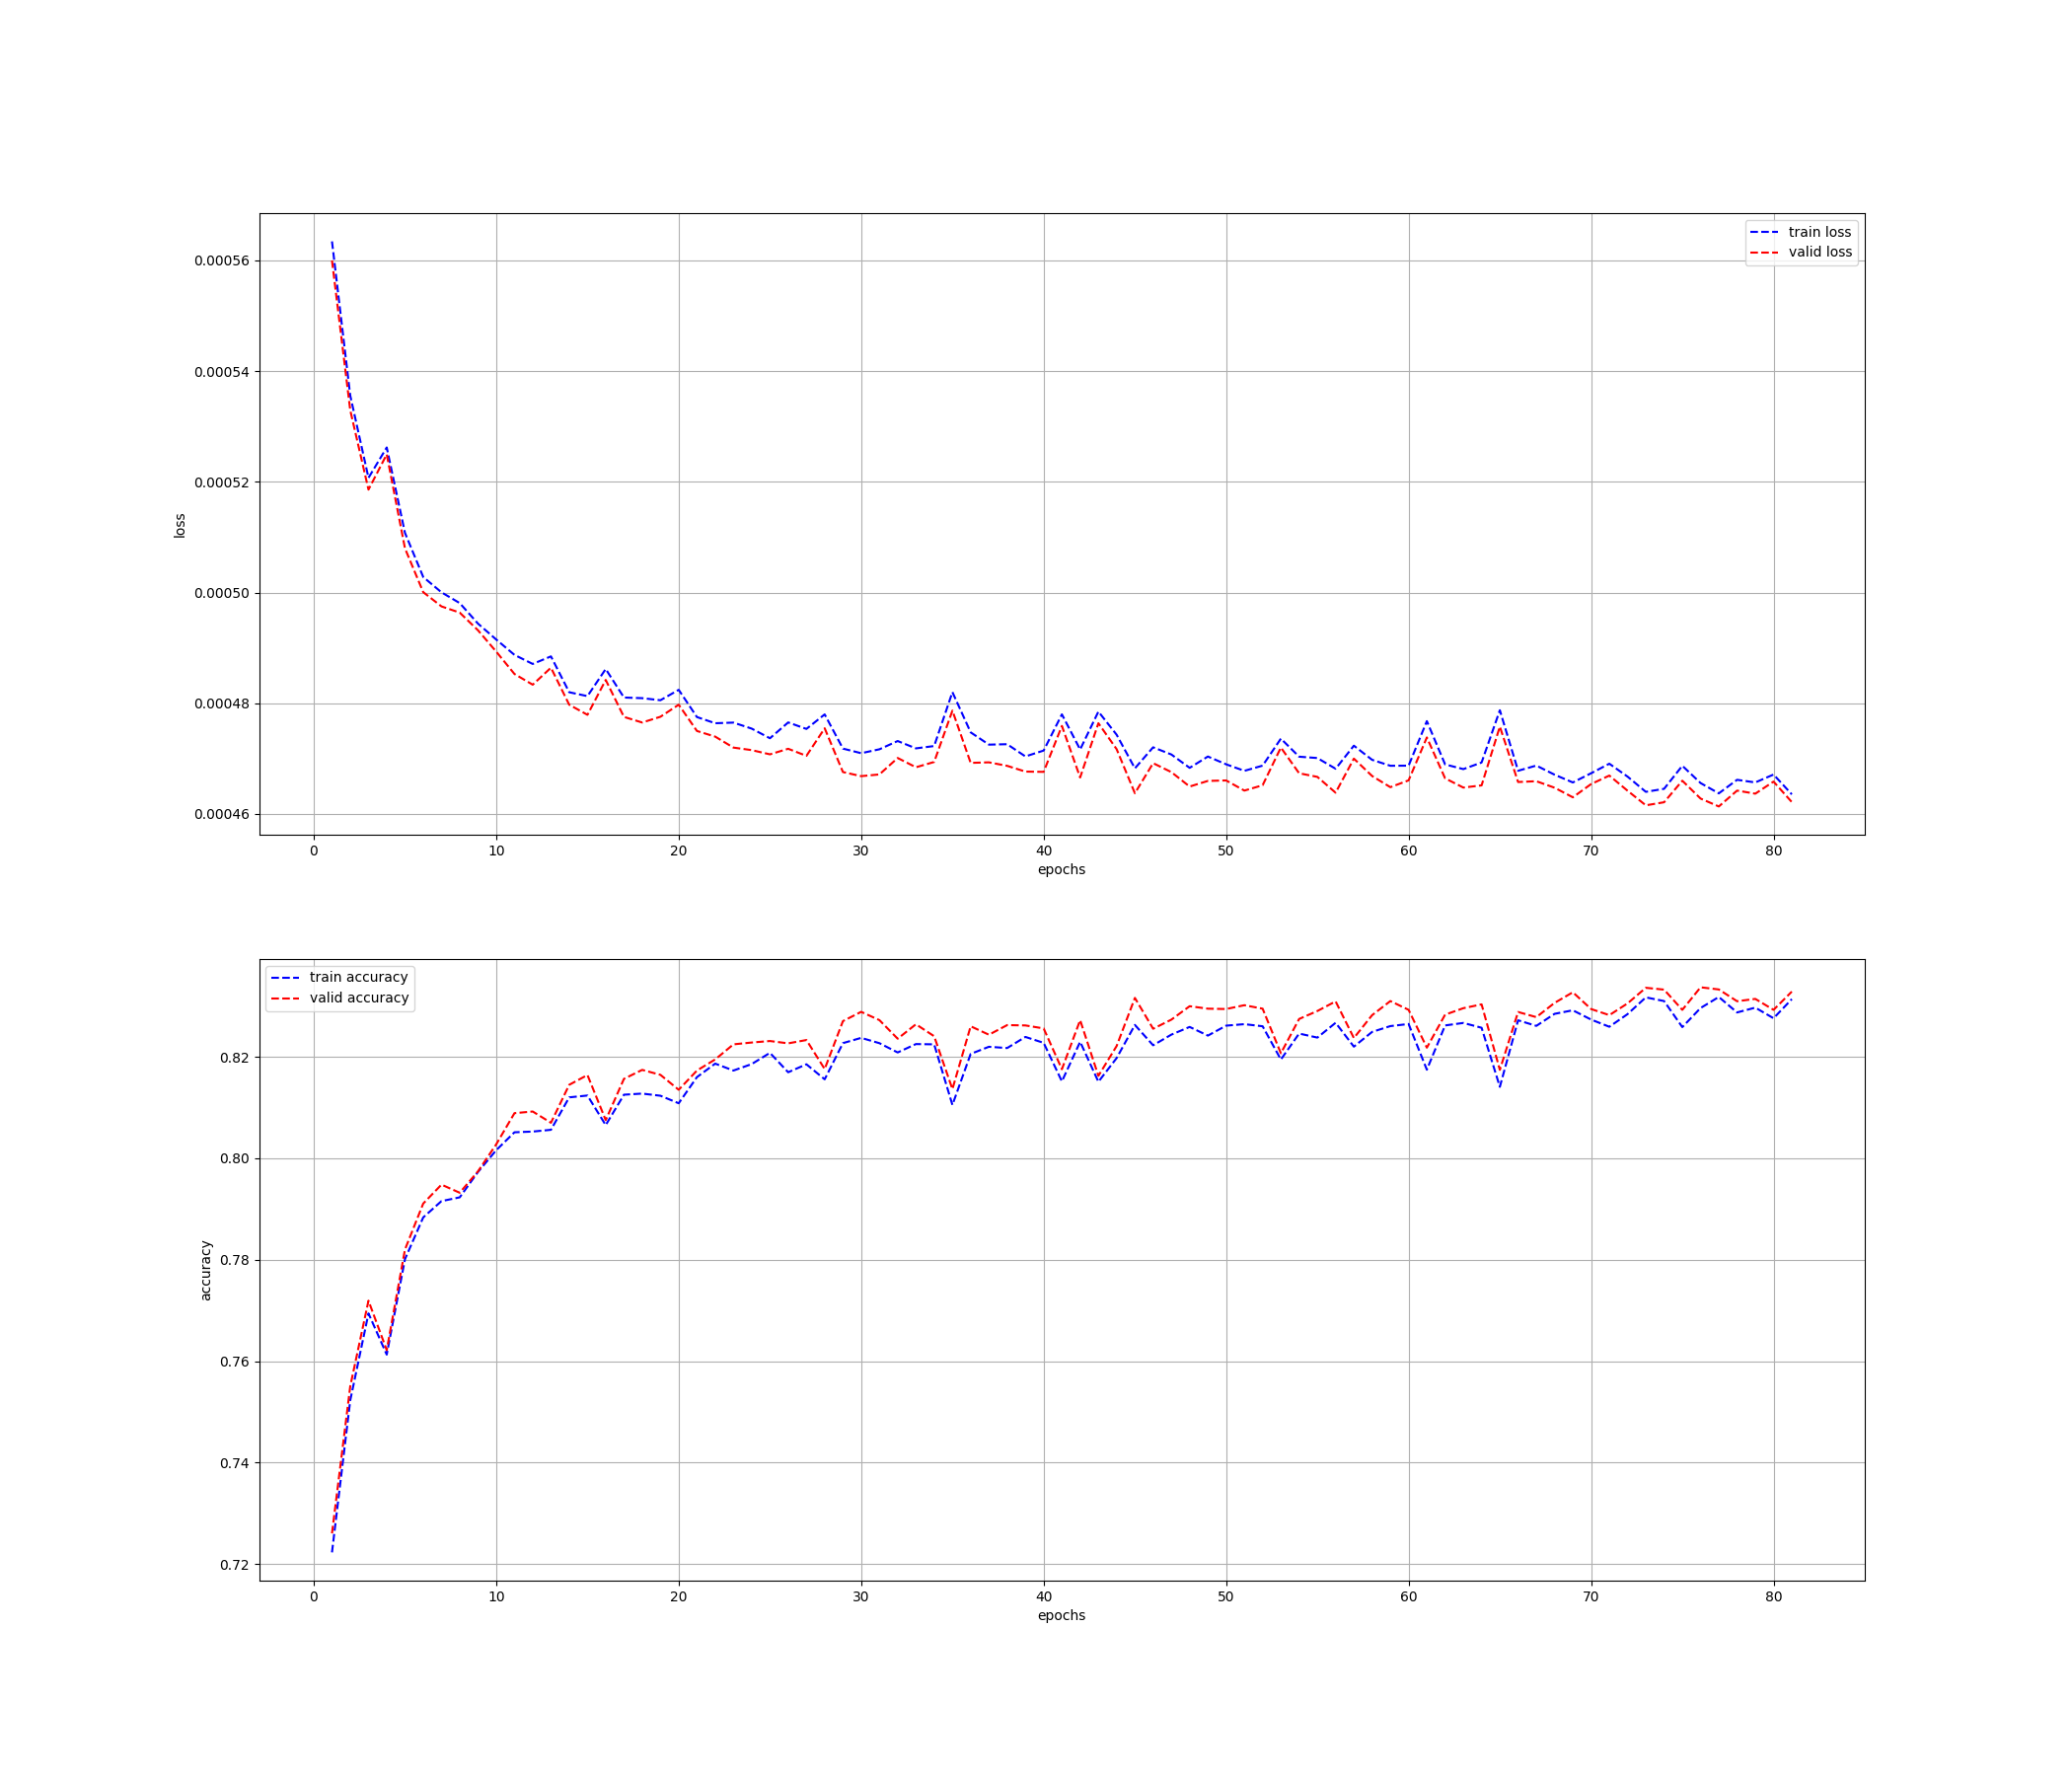 train loss
valid loss
0.00056
0.00054
0.00052
0.00050
0.00048
0.00046
loss
0 10 20 30 40 50 60 70 80
epochs
train accuracy
valid accuracy
0.82
0.80
0.78
0.76
0.74
0.72
accuracy
0 10 20 30 40 50 60 70 80
epochs